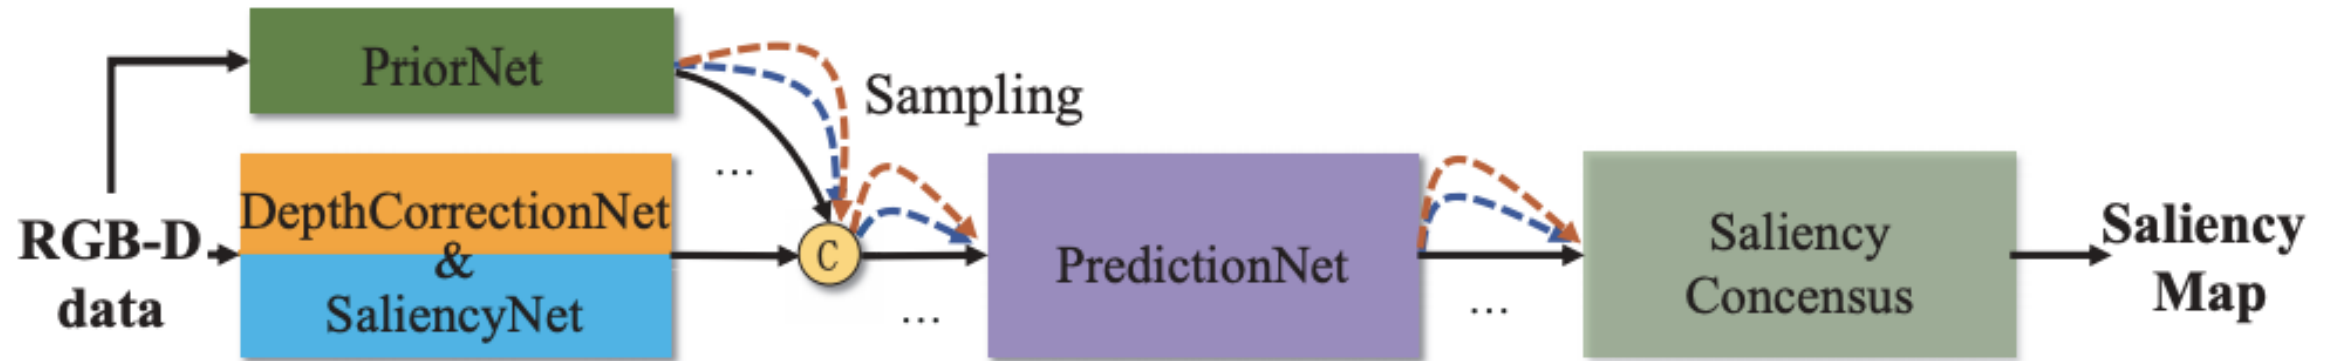 PriorNet
Sampling
...
RGB-D
data
DepthCorrectionNet
&
SaliencyNet
C
...
PredictionNet
...
Saliency
Concensus
Saliency
Map